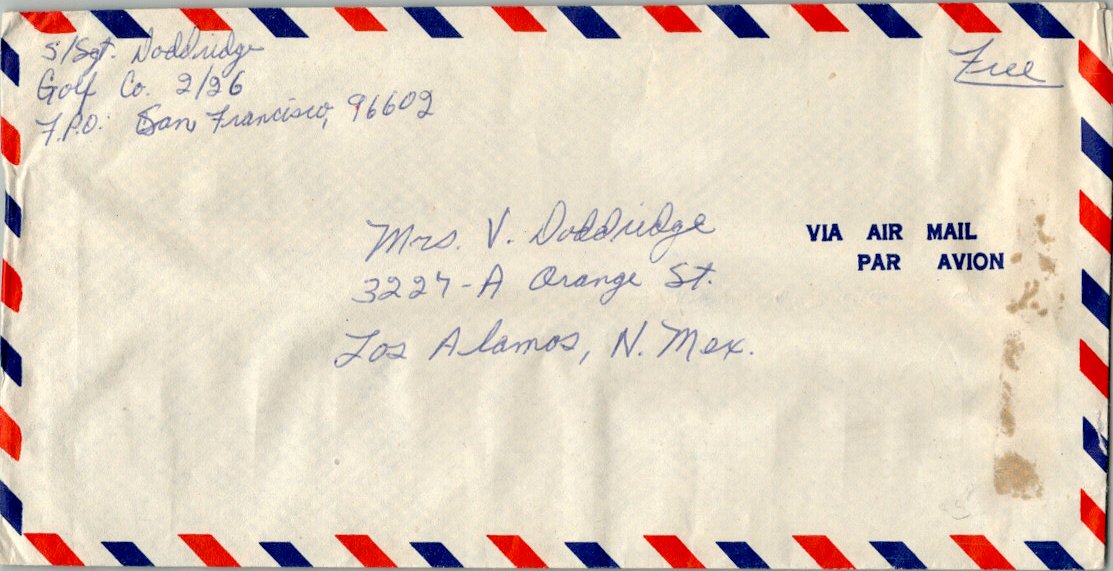 S/Sgt. Doddridge
Golf Co. 2/26
F.P.O. San Francisco, 96602
Free
Mrs. V. Doddridge
3227-A Orange St.
Los Alamos, N. Mex.
VIA AIR MAIL
PAR AVION